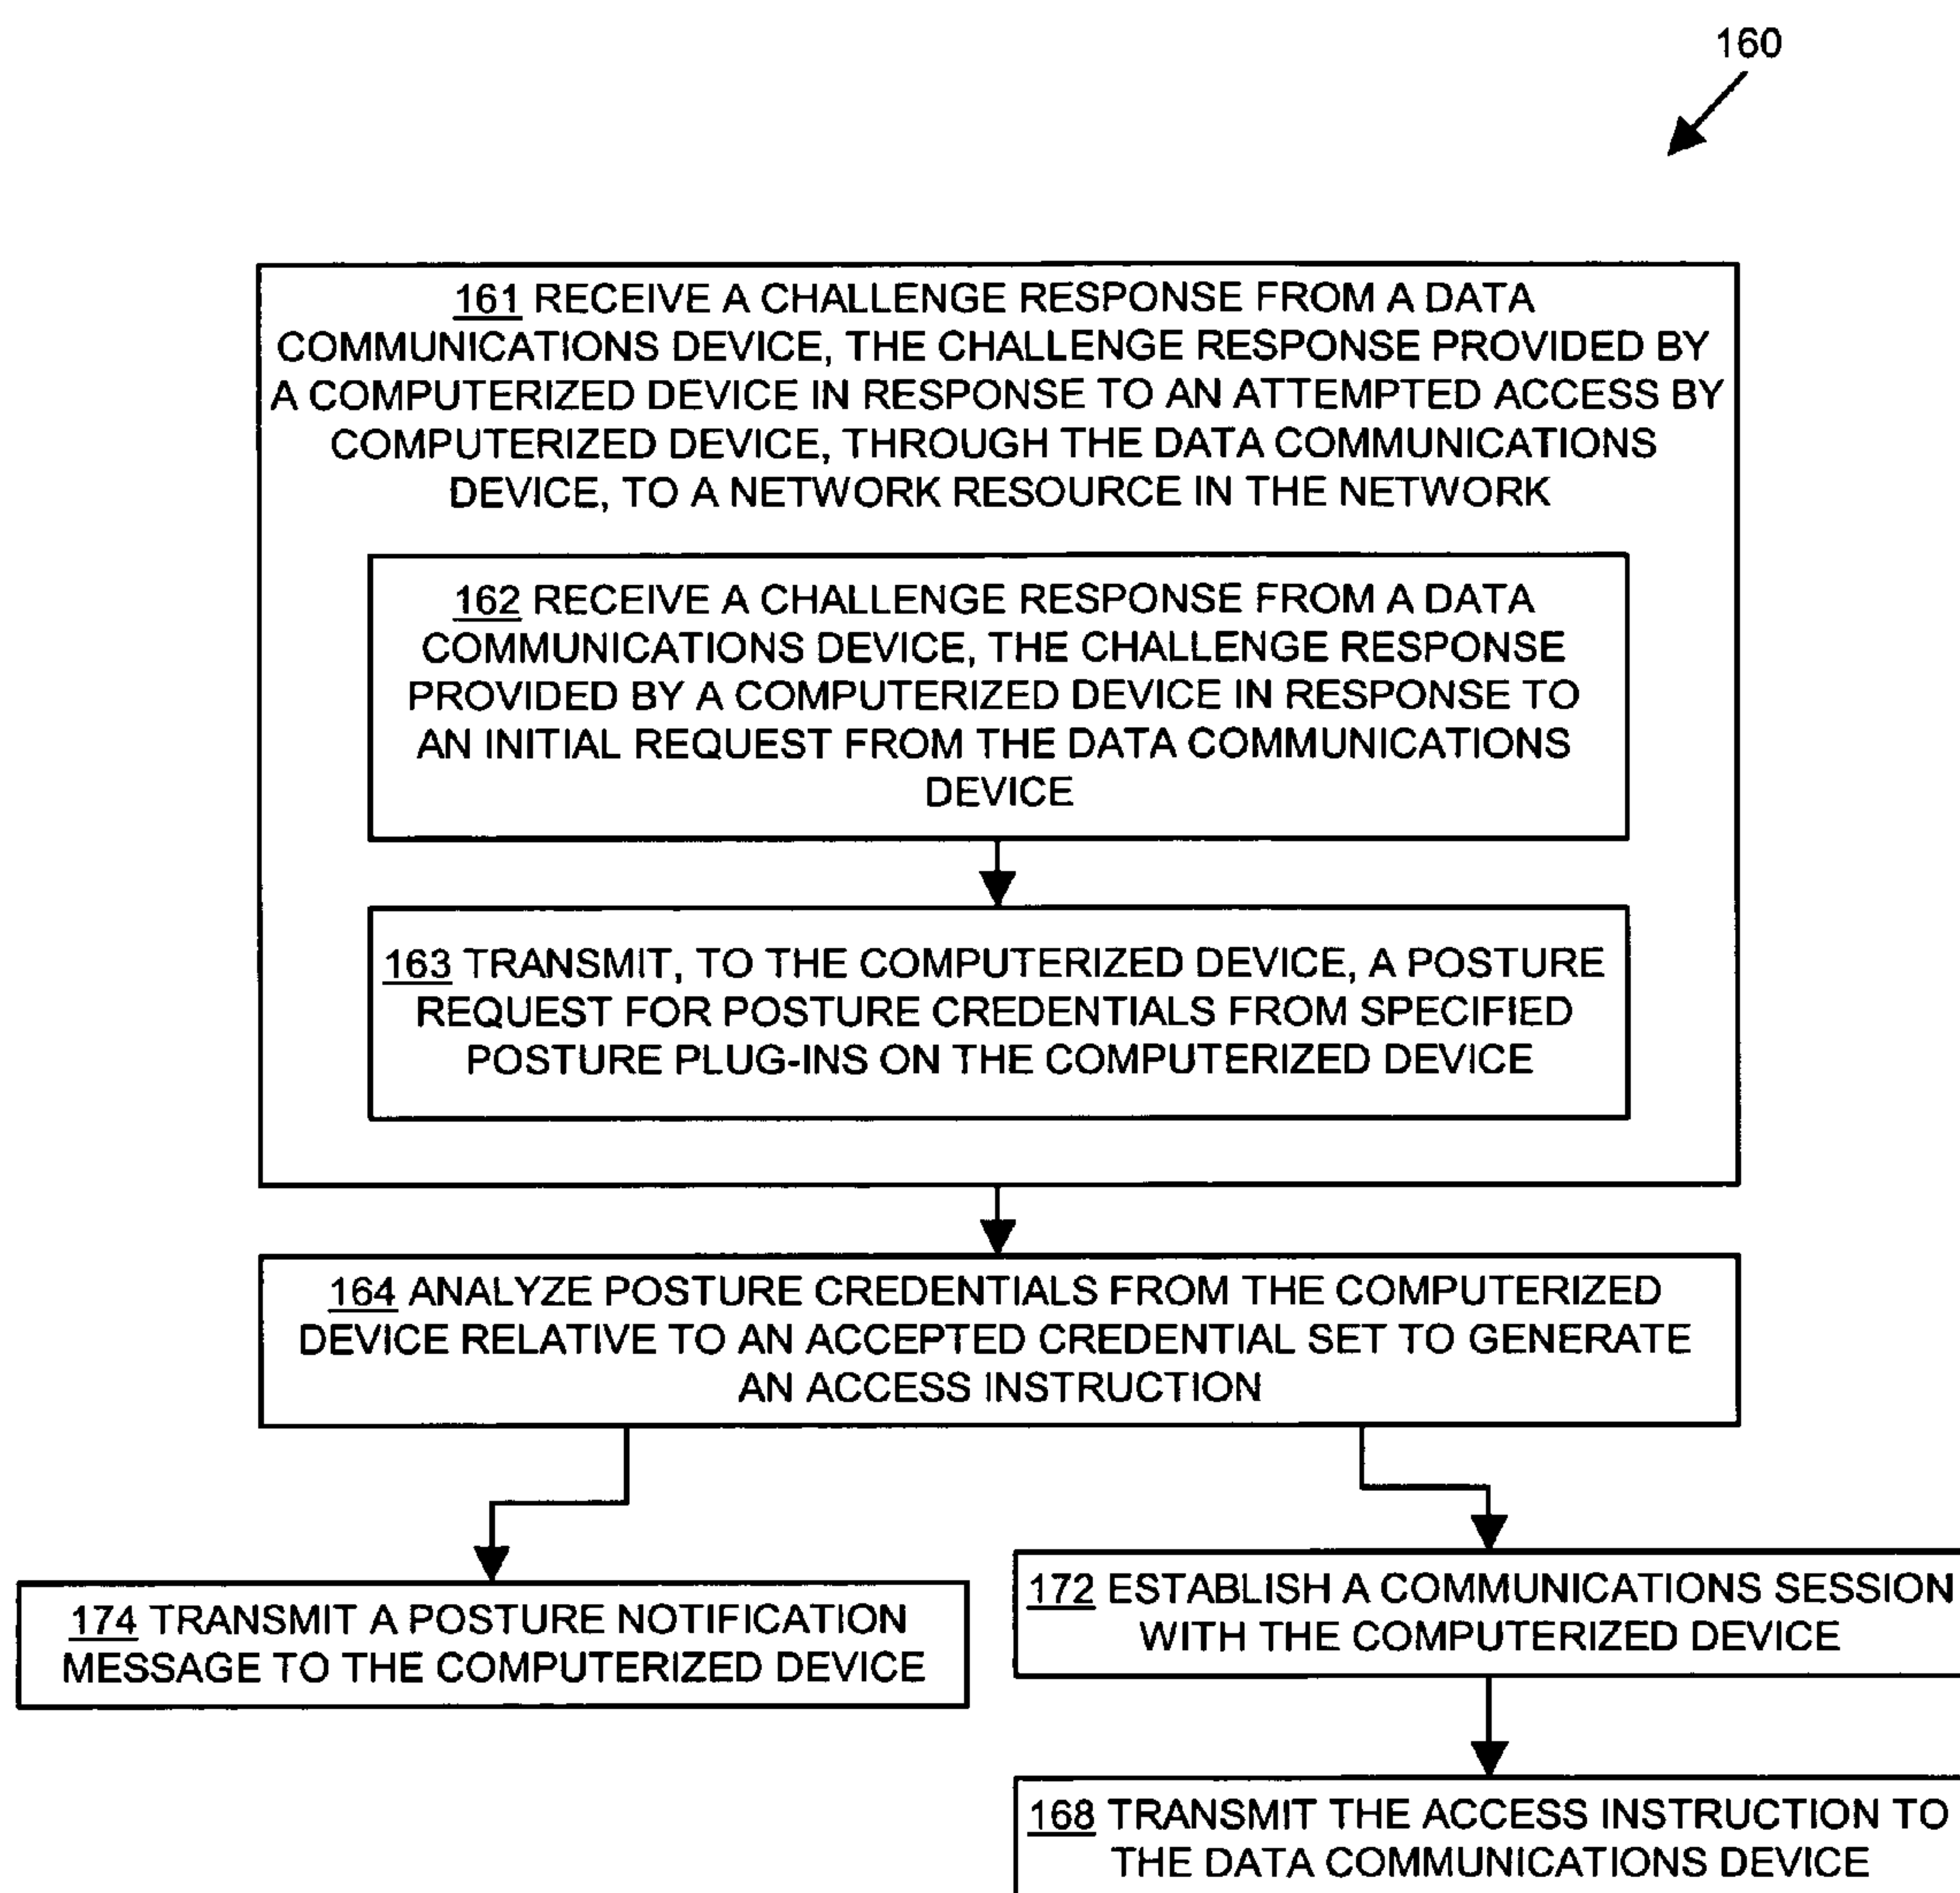 160
161 RECEIVE A CHALLENGE RESPONSE FROM A DATA
COMMUNICATIONS DEVICE, THE CHALLENGE RESPONSE PROVIDED BY
A COMPUTERIZED DEVICE IN RESPONSE TO AN ATTEMPTED ACCESS BY
COMPUTERIZED DEVICE, THROUGH THE DATA COMMUNICATIONS
DEVICE, TO A NETWORK RESOURCE IN THE NETWORK
162 RECEIVE A CHALLENGE RESPONSE FROM A DATA
COMMUNICATIONS DEVICE, THE CHALLENGE RESPONSE
PROVIDED BY A COMPUTERIZED DEVICE IN RESPONSE TO
AN INITIAL REQUEST FROM THE DATA COMMUNICATIONS
DEVICE
163 TRANSMIT, TO THE COMPUTERIZED DEVICE, A POSTURE
REQUEST FOR POSTURE CREDENTIALS FROM SPECIFIED
POSTURE PLUG-INS ON THE COMPUTERIZED DEVICE
164 ANALYZE POSTURE CREDENTIALS FROM THE COMPUTERIZED
DEVICE RELATIVE TO AN ACCEPTED CREDENTIAL SET TO GENERATE
AN ACCESS INSTRUCTION
174 TRANSMIT A POSTURE NOTIFICATION
MESSAGE TO THE COMPUTERIZED DEVICE
172 ESTABLISH A COMMUNICATIONS SESSION
WITH THE COMPUTERIZED DEVICE
168 TRANSMIT THE ACCESS INSTRUCTION TO
THE DATA COMMUNICATIONS DEVICE